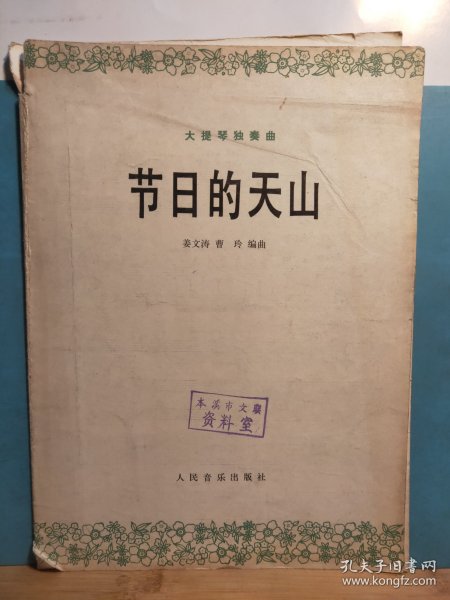 大提琴独奏曲
节日的天山
姜文涛 曹 玲 编曲
本溪市文联
资料室
人民音乐出版社
孔夫子旧书网
www.kongfz.com